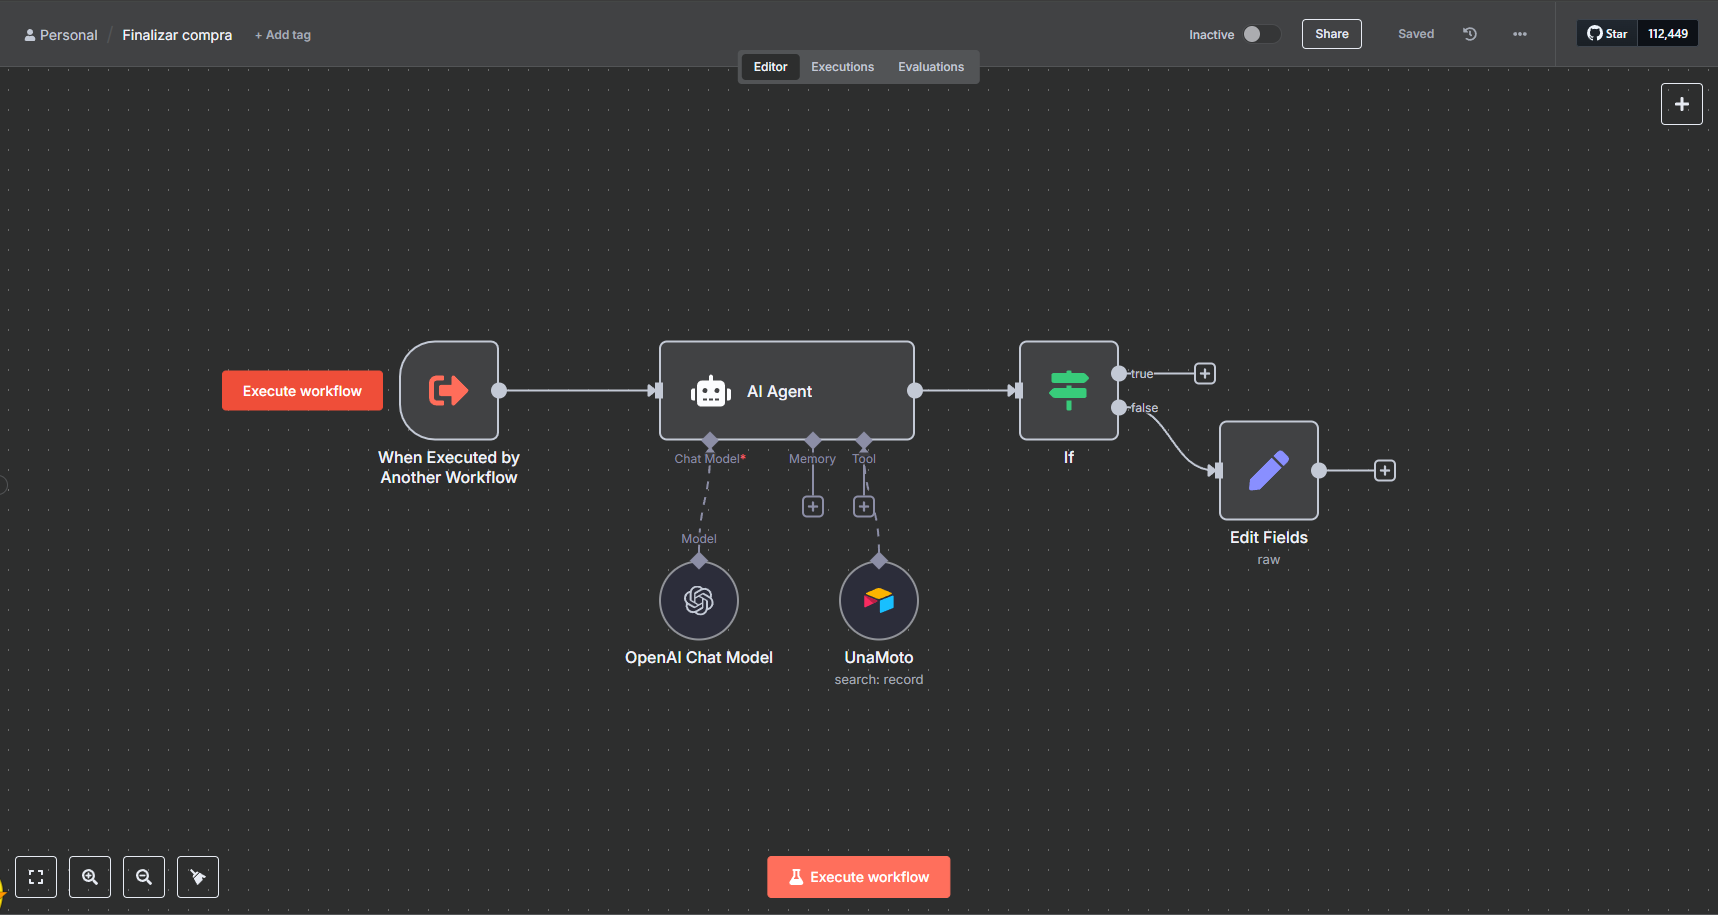 Personal / Finalizar compra + Add tag
Inactive
Share
Saved
Star 112,449
Editor Executions Evaluations
Execute workflow
When Executed by
Another Workflow
AI Agent
Chat Model*
Memory
Tool
Model
OpenAI Chat Model
UnaMoto
search: record
If
true
false
Edit Fields
raw
Execute workflow